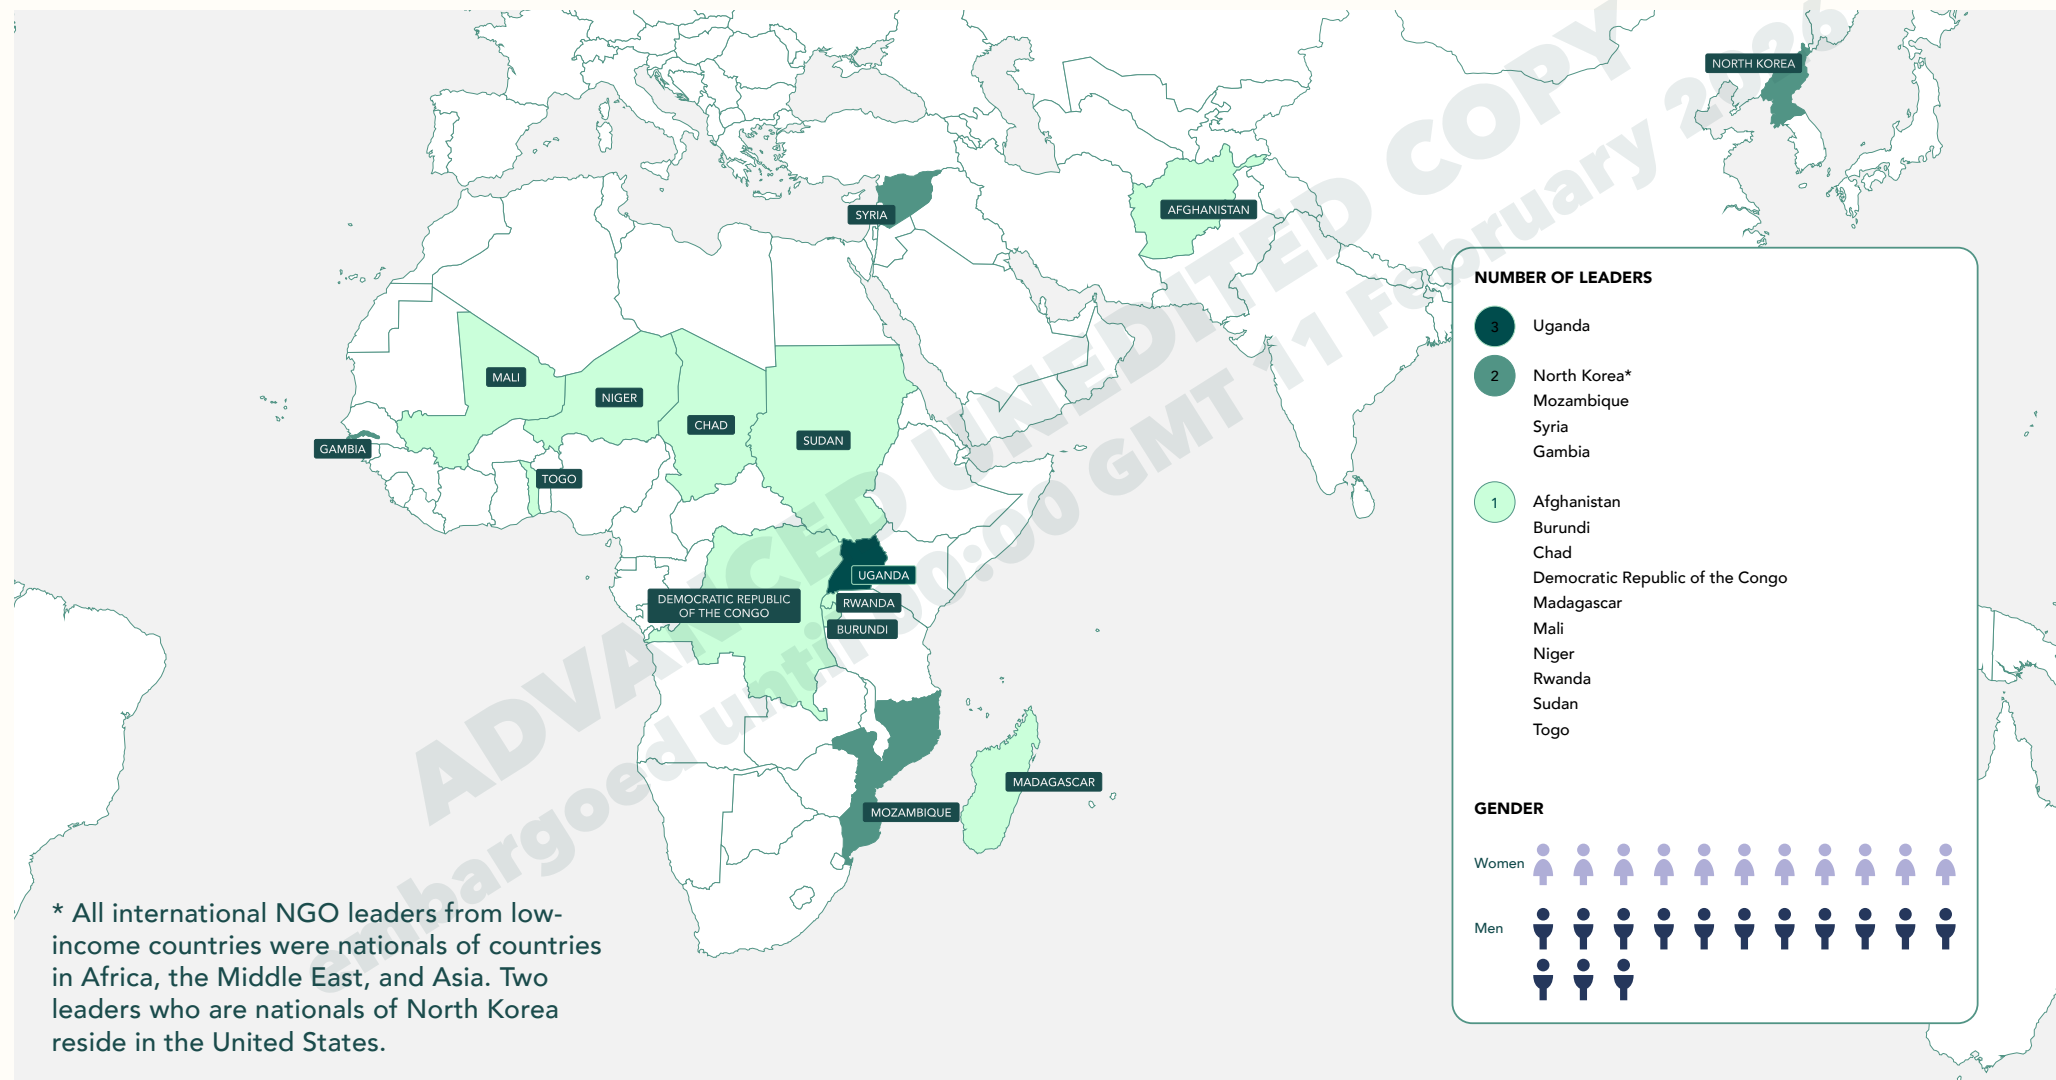 NORTH KOREA
SYRIA
AFGHANISTAN
MALI
NIGER
CHAD
SUDAN
GAMBIA
TOGO
UGANDA
RWANDA
BURUNDI
DEMOCRATIC REPUBLIC
OF THE CONGO
MADAGASCAR
MOZAMBIQUE
NUMBER OF LEADERS
3 Uganda
2 North Korea*
Mozambique
Syria
Gambia
1 Afghanistan
Burundi
Chad
Democratic Republic of the Congo
Madagascar
Mali
Niger
Rwanda
Sudan
Togo
GENDER
Women
Men
* All international NGO leaders from low-
income countries were nationals of countries
in Africa, the Middle East, and Asia. Two
leaders who are nationals of North Korea
reside in the United States.
ADVANCED UNEDITED COPY
embargoed until 00:00 GMT 11 February 2026